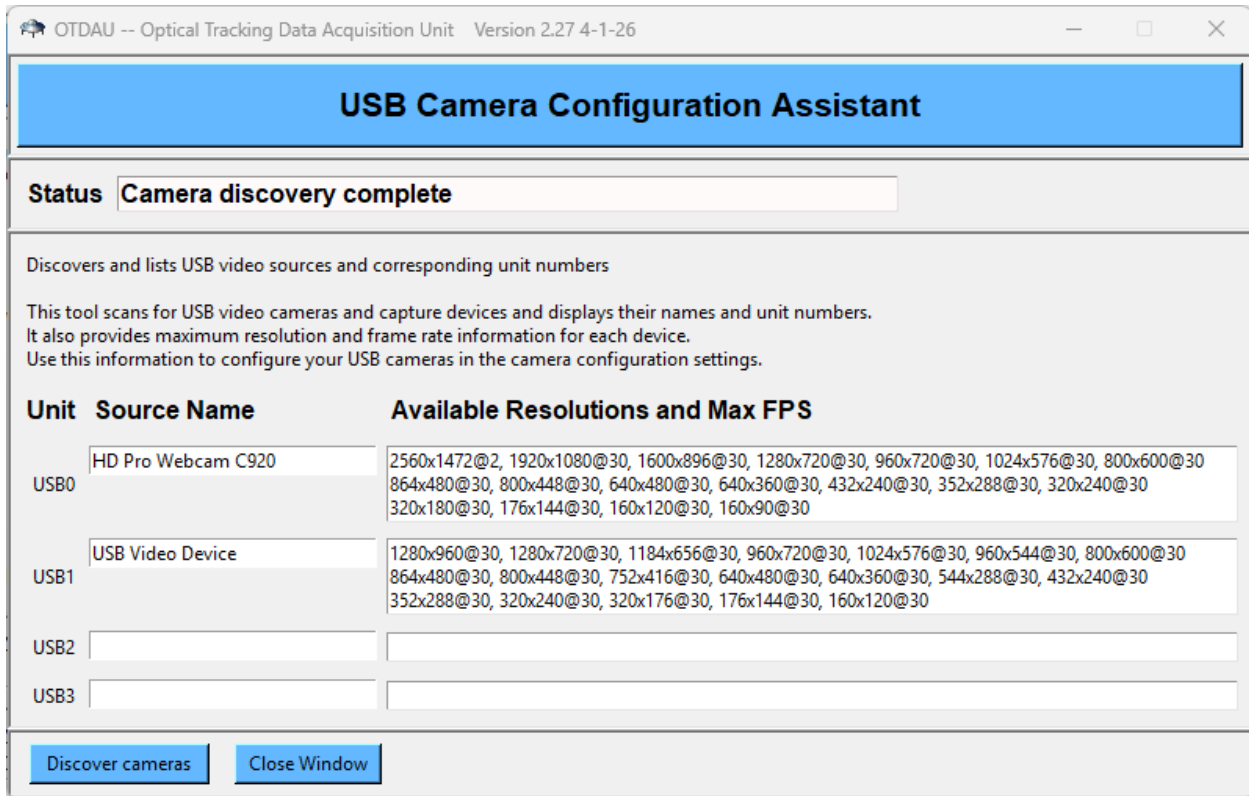 OTDAU -- Optical Tracking Data Acquisition Unit Version 2.27 4-1-26
USB Camera Configuration Assistant
Status Camera discovery complete
Discovers and lists USB video sources and corresponding unit numbers
This tool scans for USB video cameras and capture devices and displays their names and unit numbers.
It also provides maximum resolution and frame rate information for each device.
Use this information to configure your USB cameras in the camera configuration settings.
Unit Source Name Available Resolutions and Max FPS
USB0 HD Pro Webcam C920 2560x1472@2, 1920x1080@30, 1600x896@30, 1280x720@30, 960x720@30, 1024x576@30, 800x600@30
864x480@30, 800x448@30, 640x480@30, 640x360@30, 432x240@30, 352x288@30, 320x240@30
320x180@30, 176x144@30, 160x120@30, 160x90@30
USB1 USB Video Device 1280x960@30, 1280x720@30, 1184x656@30, 960x720@30, 1024x576@30, 960x544@30, 800x600@30
864x480@30, 800x448@30, 752x416@30, 640x480@30, 640x360@30, 544x288@30, 432x240@30
352x288@30, 320x240@30, 320x176@30, 176x144@30, 160x120@30
USB2
USB3
Discover cameras Close Window